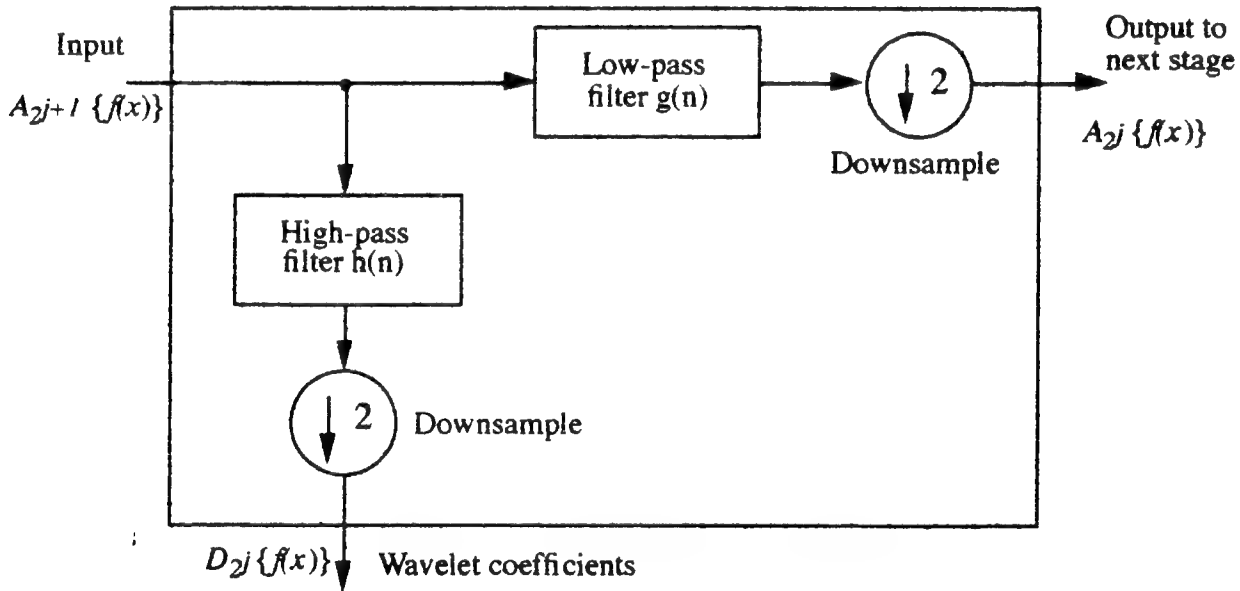 Input
A2j+1 {f(x)}
Low-pass
filter g(n)
2
Downsample
Output to
next stage
A2j {f(x)}
High-pass
filter h(n)
2
Downsample
D2j {f(x)}
Wavelet coefficients